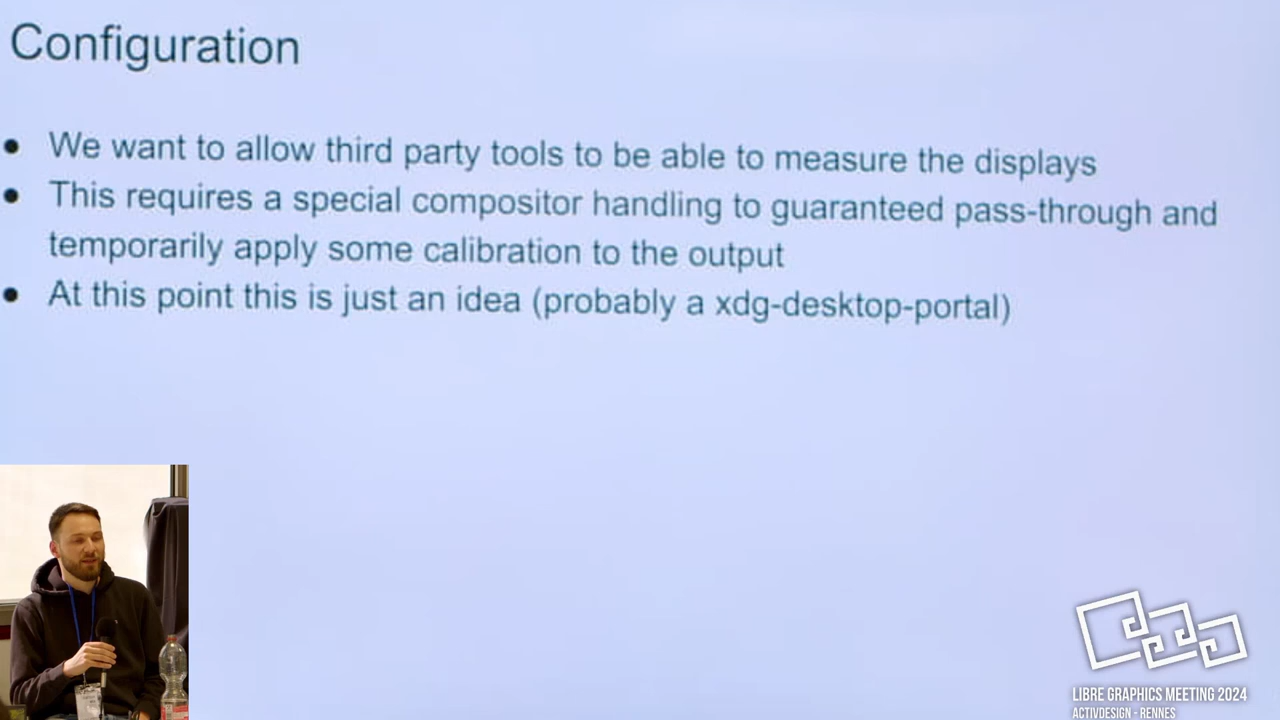 Configuration
● We want to allow third party tools to be able to measure the displays
● This requires a special compositor handling to guaranteed pass-through and
temporarily apply some calibration to the output
● At this point this is just an idea (probably a xdg-desktop-portal)
LIBRE GRAPHICS MEETING 2024
ACTIVDESIGN - RENNES